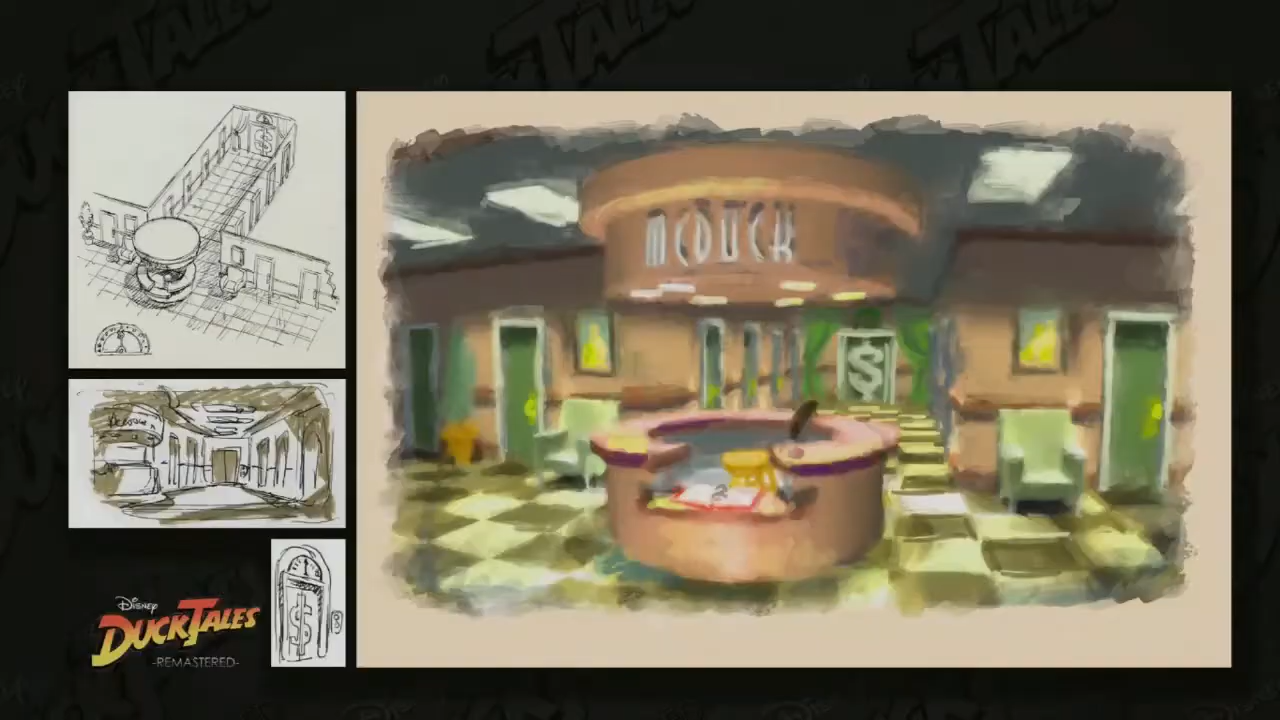 McDUCK
$
$
$
Disney
DUCKTALES
-REMASTERED-